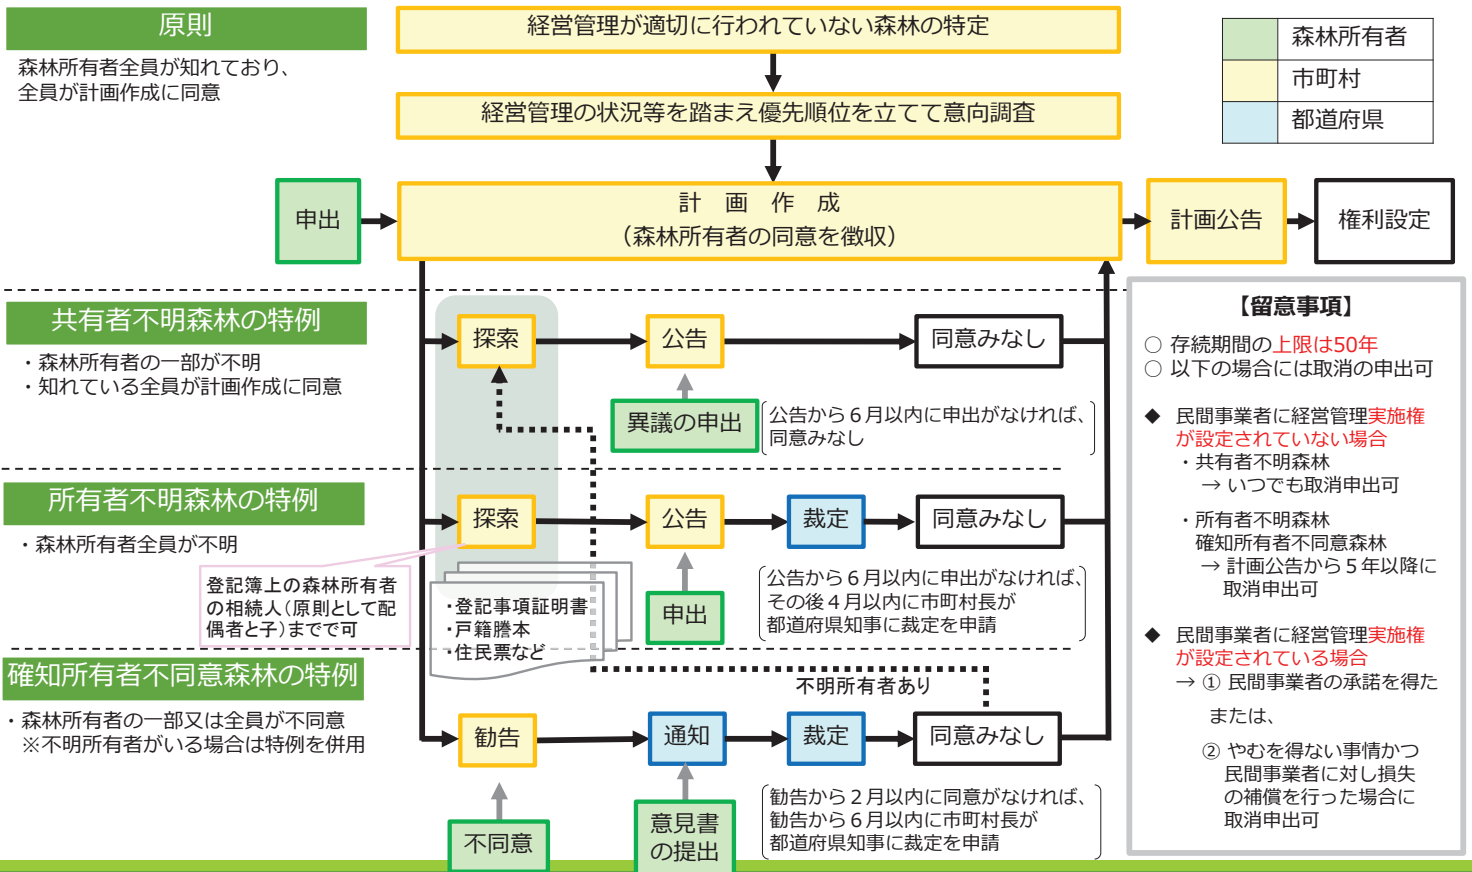 原則
森林所有者全員が知れており、
全員が計画作成に同意
経営管理が適切に行われていない森林の特定
経営管理の状況等を踏まえ優先順位を立てて意向調査
森林所有者
市町村
都道府県
申出
計　画　作　成
（森林所有者の同意を徴収）
計画公告
権利設定
共有者不明森林の特例
・森林所有者の一部が不明
・知れている全員が計画作成に同意
探索
公告
同意みなし
異議の申出
公告から６月以内に申出がなければ、
同意みなし
所有者不明森林の特例
・森林所有者全員が不明
探索
公告
裁定
同意みなし
登記簿上の森林所有者
の相続人（原則として配
偶者と子）までで可
・登記事項証明書
・戸籍謄本
・住民票など
申出
公告から６月以内に申出がなければ、
その後４月以内に市町村長が
都道府県知事に裁定を申請
確知所有者不同意森林の特例
・森林所有者の一部又は全員が不同意
※不明所有者がいる場合は特例を併用
不明所有者あり
勧告
通知
裁定
同意みなし
不同意
意見書
の提出
勧告から２月以内に同意がなければ、
勧告から６月以内に市町村長が
都道府県知事に裁定を申請
【留意事項】
○ 存続期間の上限は50年
○ 以下の場合には取消の申出可
◆ 民間事業者に経営管理実施権
が設定されていない場合
・共有者不明森林
→ いつでも取消申出可
・所有者不明森林
確知所有者不同意森林
→ 計画公告から５年以降に
取消申出可
◆ 民間事業者に経営管理実施権
が設定されている場合
→ ① 民間事業者の承諾を得た
または、
② やむを得ない事情かつ
民間事業者に対し損失
の補償を行った場合に
取消申出可